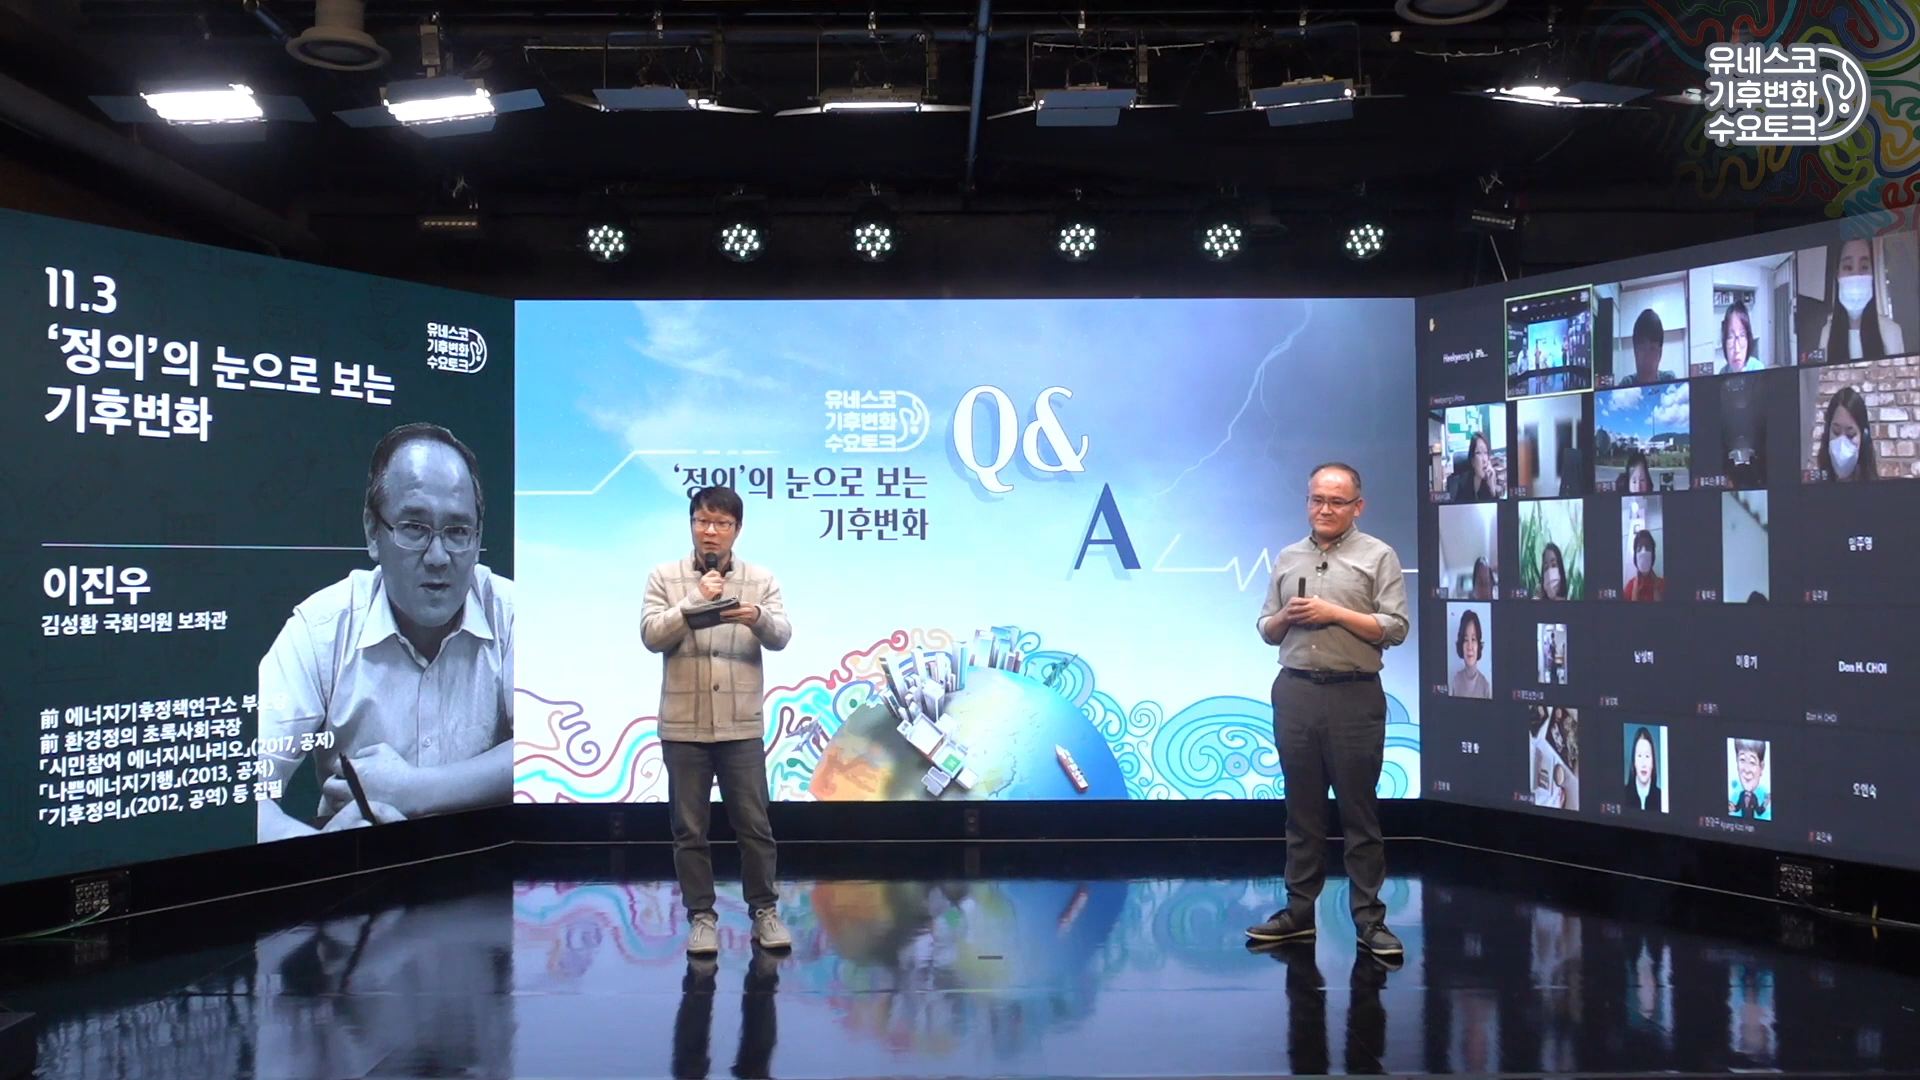 유네스코
기후변화
수요토크
11.3
‘정의’의 눈으로 보는
기후변화
유네스코
기후변화
수요토크
이진우
김성환 국회의원 보좌관
前 에너지기후정책연구소
前 환경정의 초록사회국장
『시민참여 에너지시나리오』(2017, 공저)
『나쁜에너지기행』(2013, 공저)
『기후정의』(2012, 공역) 등 집필
유네스코
기후변화
수요토크
Q&
A
‘정의’의 눈으로 보는
기후변화
임주영
남상희
이흥기
Don H. CHOI
Don H. CHOI
오인숙